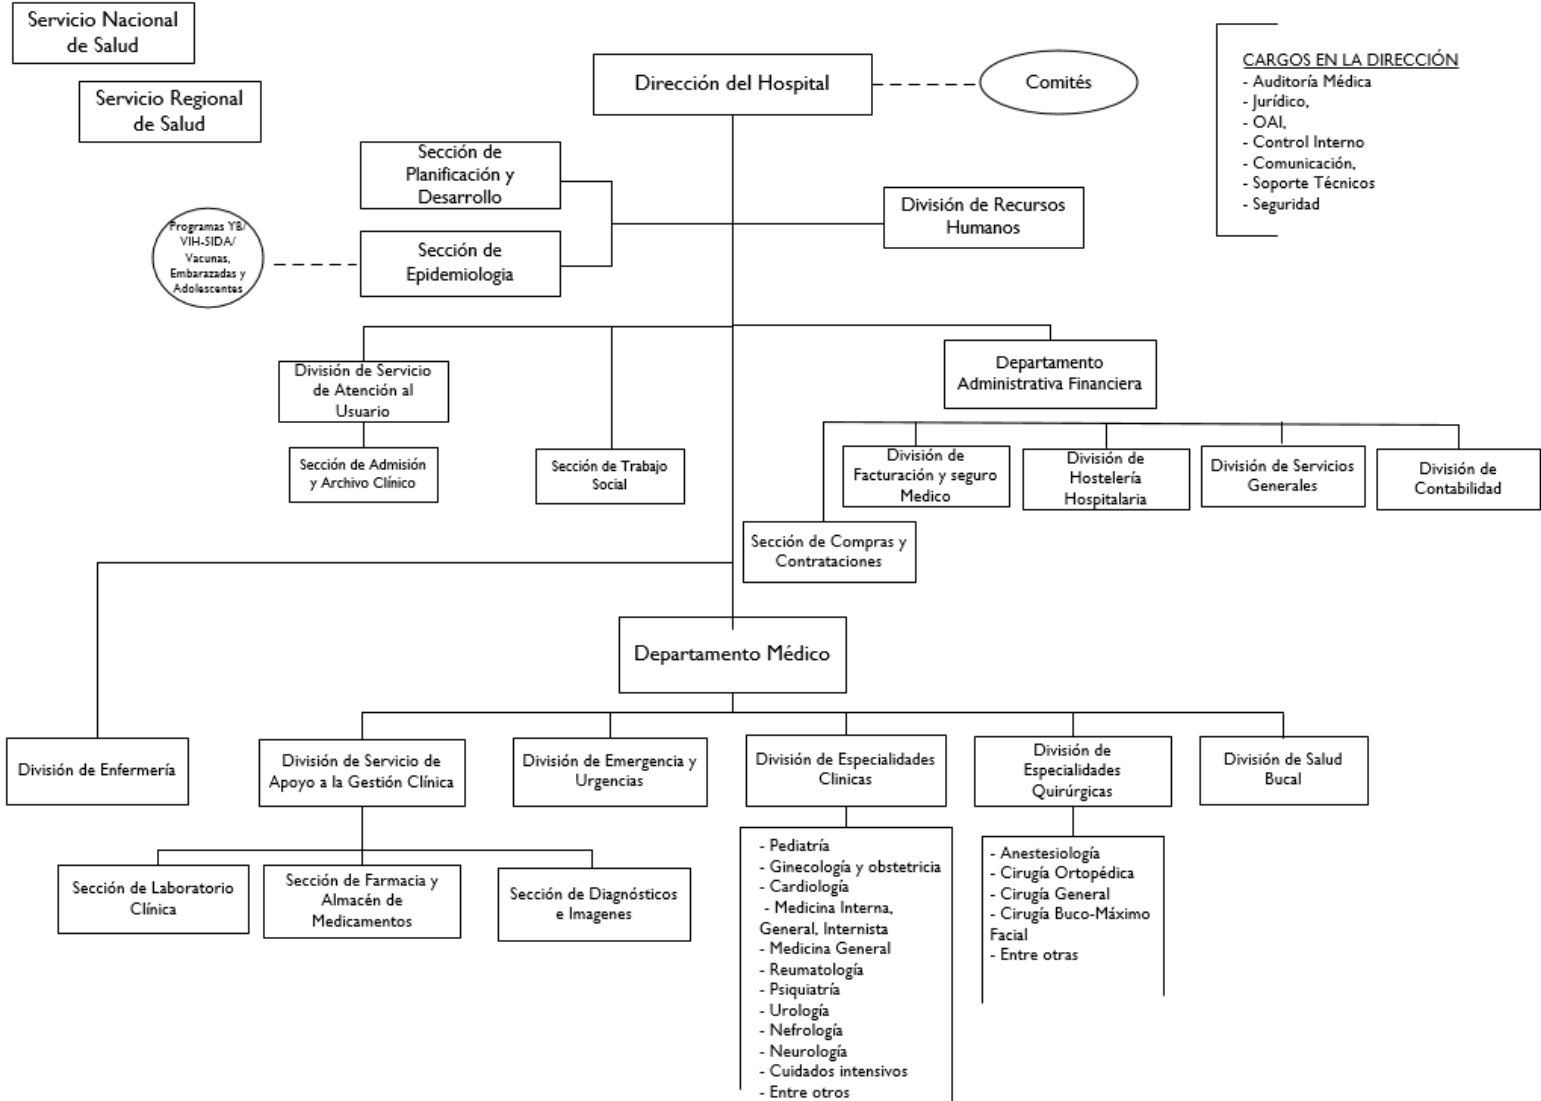 Servicio Nacional
de Salud
Servicio Regional
de Salud
Dirección del Hospital
Comités
CARGOS EN LA DIRECCIÓN
- Auditoría Médica
- Jurídico,
- OAI,
- Control Interno
- Comunicación,
- Soporte Técnicos
- Seguridad
Sección de
Planificación y
Desarrollo
División de Recursos
Humanos
Programas YB/
VIH-SIDA/
Vacunas,
Embarazadas y
Adolescentes
Sección de
Epidemiologia
División de Servicio
de Atención al
Usuario
Departamento
Administrativa Financiera
Sección de Admisión
y Archivo Clínico
Sección de Trabajo
Social
División de
Facturación y seguro
Medico
División de
Hostelería
Hospitalaria
División de Servicios
Generales
División de
Contabilidad
Sección de Compras y
Contrataciones
Departamento Médico
División de Enfermería
División de Servicio de
Apoyo a la Gestión Clínica
División de Emergencia y
Urgencias
División de Especialidades
Clinicas
División de
Especialidades
Quirúrgicas
División de Salud
Bucal
Sección de Laboratorio
Clínica
Sección de Farmacia y
Almacén de
Medicamentos
Sección de Diagnósticos
e Imagenes
- Pediatría
- Ginecología y obstetricia
- Cardiología
- Medicina Interna,
General, Internista
- Medicina General
- Reumatología
- Psiquiatría
- Urología
- Nefrología
- Neurología
- Cuidados intensivos
- Entre otros
- Anestesiología
- Cirugía Ortopédica
- Cirugía General
- Cirugía Buco-Máximo
Facial
- Entre otras